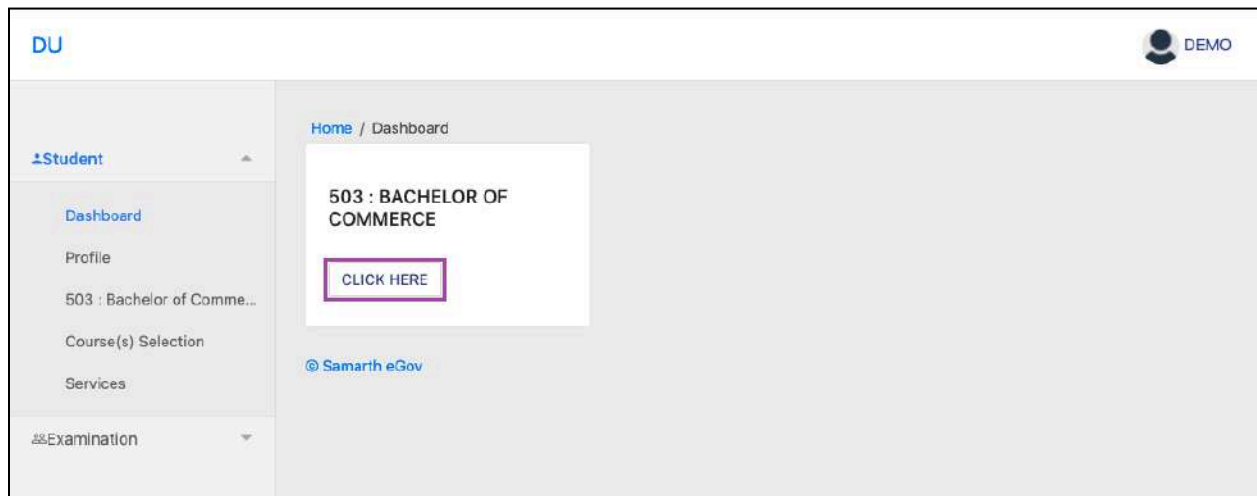 DU
DEMO
Student
Dashboard
Profile
503 : Bachelor of Comme...
Course(s) Selection
Services
Examination
Home / Dashboard
503 : BACHELOR OF
COMMERCE
CLICK HERE
© Samarth eGov